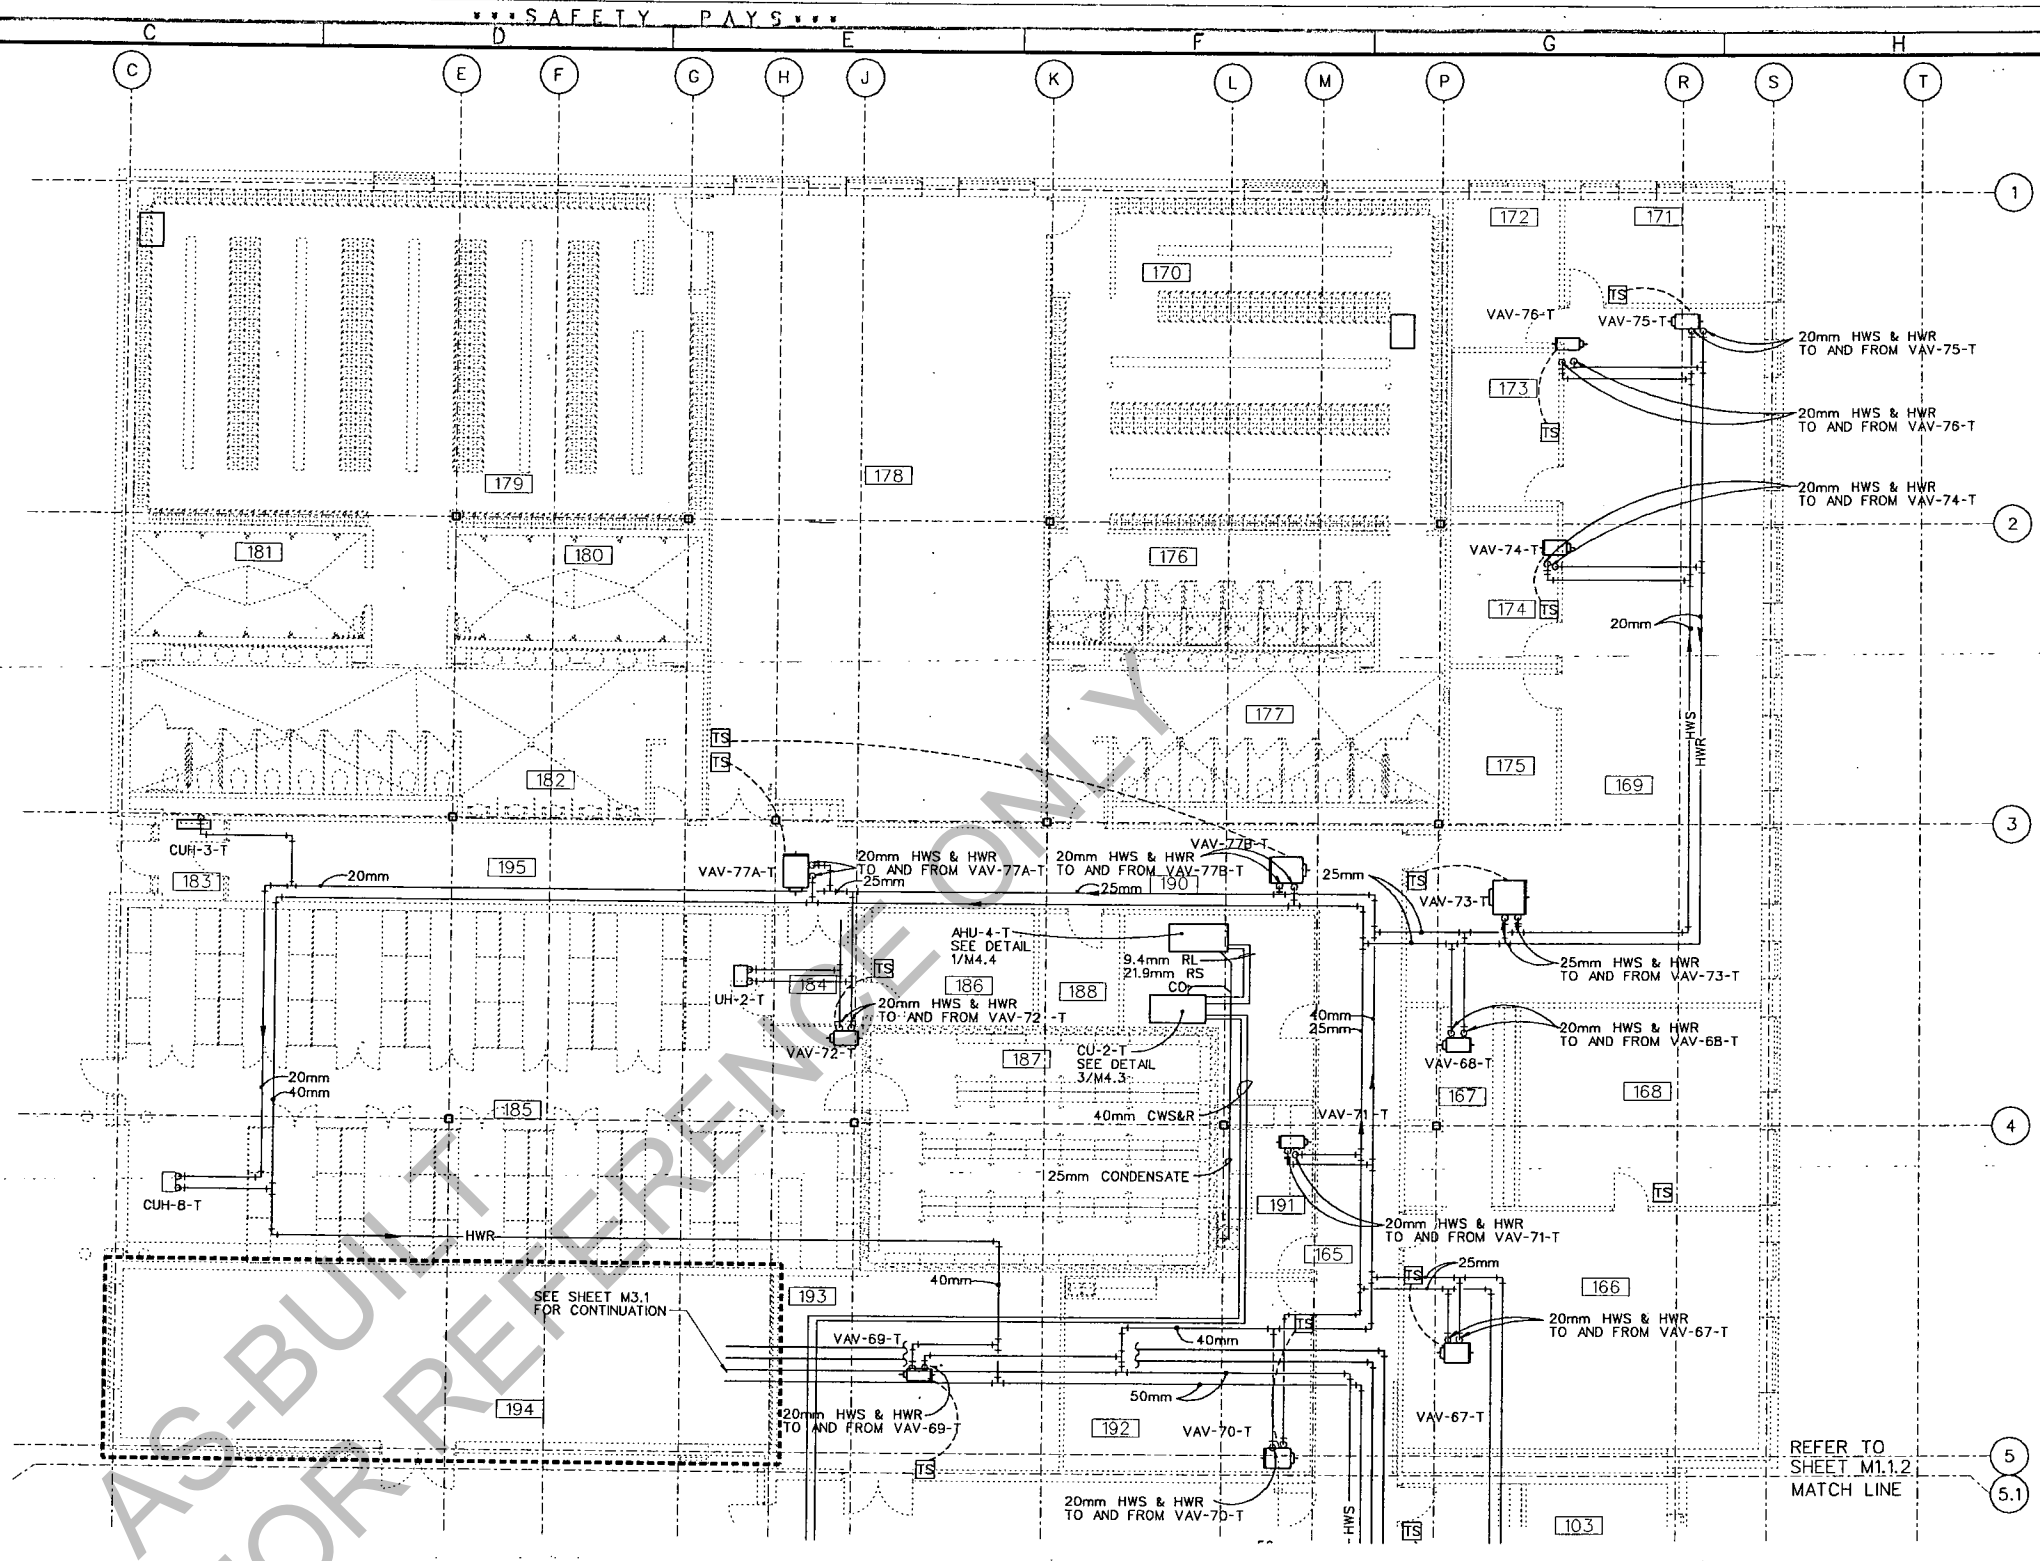 ***SAFETY PAYS***
C D E F G H
C E F G H J K L M P R S T
1
172 171
170
TS
VAV-76-T VAV-75-T
20mm HWS & HWR
TO AND FROM VAV-75-T
173
20mm HWS & HWR
TO AND FROM VAV-76-T
TS
179
178
20mm HWS & HWR
TO AND FROM VAV-74-T
2
181 180 176
VAV-74-T
174 TS
20mm
177
HWS
HWR
TS
TS
182
175
169
3
CUH-3-T
195
183
20mm
VAV-77A-T
20mm HWS & HWR
TO AND FROM VAV-77A-T
25mm
VAV-77B-T
20mm HWS & HWR
TO AND FROM VAV-77B-T
25mm
190
25mm
TS
VAV-73-T
AHU-4-T
SEE DETAIL
1/M4.4
9.4mm RL
21.9mm RS
CD
25mm HWS & HWR
TO AND FROM VAV-73-T
TS
UH-2-T
184
186
188
20mm HWS & HWR
TO AND FROM VAV-72-T
VAV-72-T
40mm
25mm
20mm HWS & HWR
TO AND FROM VAV-68-T
VAV-68-T
187
CU-2-T
SEE DETAIL
3/M4.3
20mm
40mm
185
40mm CWS&R
VAV-71-T
167
168
4
25mm CONDENSATE
CUH-8-T
191
TS
20mm HWS & HWR
TO AND FROM VAV-71-T
HWR
165
40mm
TS
25mm
166
SEE SHEET M3.1
FOR CONTINUATION
193
VAV-69-T
TS
40mm
20mm HWS & HWR
TO AND FROM VAV-67-T
50mm
194
20mm HWS & HWR
TO AND FROM VAV-69-T
192
VAV-70-T
VAV-67-T
TS
REFER TO
SHEET M1.1.2
MATCH LINE
5
5.1
20mm HWS & HWR
TO AND FROM VAV-70-T
HWS
TS
103
AS-BUILT
FOR REFERENCE ONLY